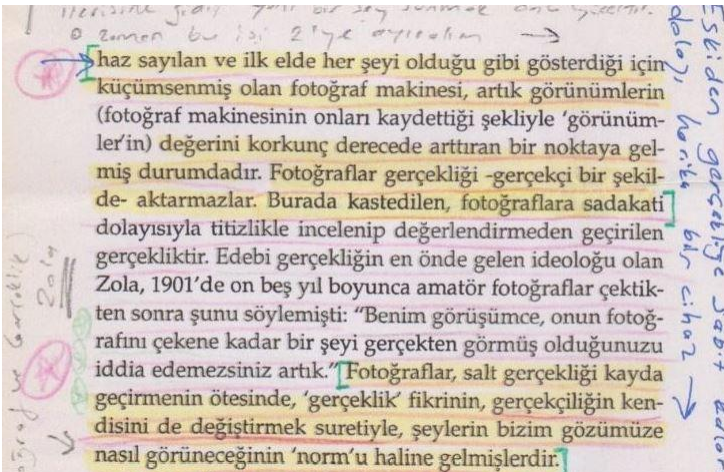 o zaman bu işi 2'ye ayıralım →
haz sayılan ve ilk elde her şeyi olduğu gibi gösterdiği için
küçümsenmiş olan fotoğraf makinesi, artık görünümlerin
(fotoğraf makinesinin onları kaydettiği şekliyle 'görünüm-
ler'in) değerini korkunç derecede arttıran bir noktaya gel-
miş durumdadır. Fotoğraflar gerçekliği -gerçekçi bir şekil-
de- aktarmazlar. Burada kastedilen, fotoğraflara sadakati
dolayısıyla titizlikle incelenip değerlendirmeden geçirilen
gerçekliktir. Edebi gerçekliğin en önde gelen ideoloğu olan
Zola, 1901'de on beş yıl boyunca amatör fotoğraflar çektik-
ten sonra şunu söylemişti: “Benim görüşümce, onun fotoğ-
rafını çekene kadar bir şeyi gerçekten görmüş olduğunuzu
iddia edemezsiniz artık.” Fotoğraflar, salt gerçekliği kayda
geçirmenin ötesinde, 'gerçeklik' fikrinin, gerçekçiliğin ken-
disini de değiştirmek suretiyle, şeylerin bizim gözümüze
nasıl görüneceğinin 'norm'u haline gelmişlerdir.
Eskiden gerçekliği
harika bir cihaz →
Zola